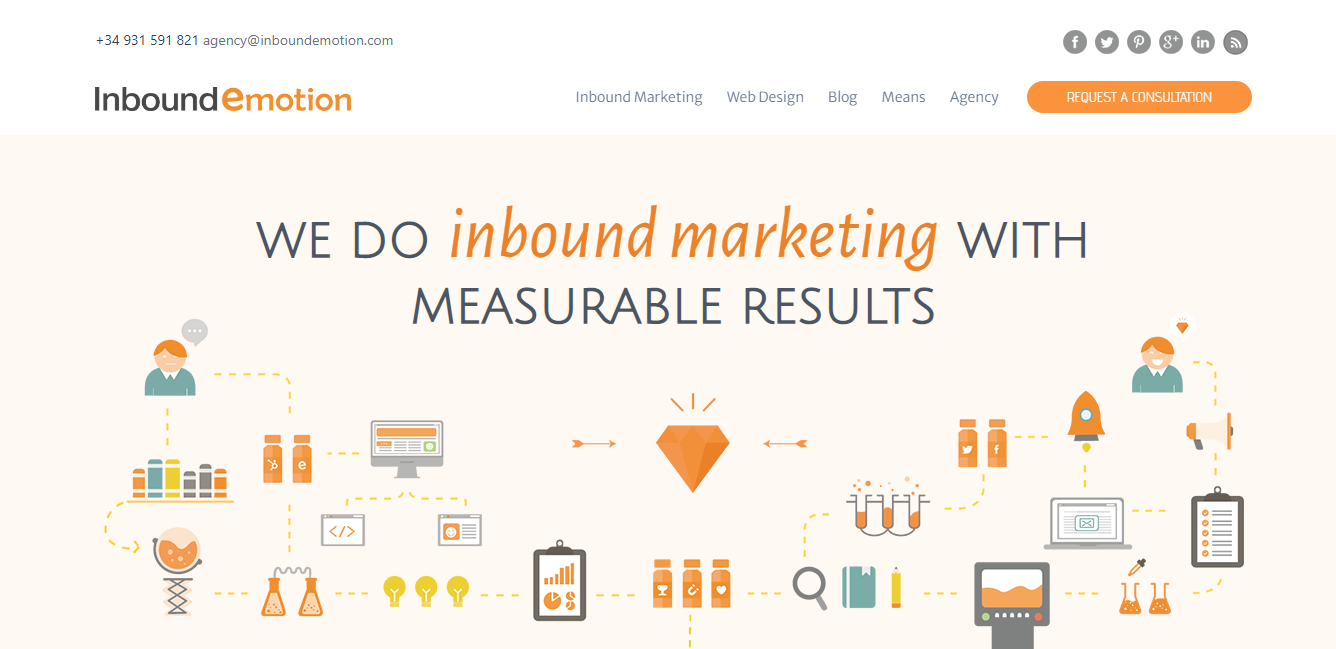 +34 931 591 821 agency@inboundemotion.com
Inbound emotion
Inbound Marketing Web Design Blog Means Agency REQUEST A CONSULTATION
WE DO inbound marketing WITH
MEASURABLE RESULTS